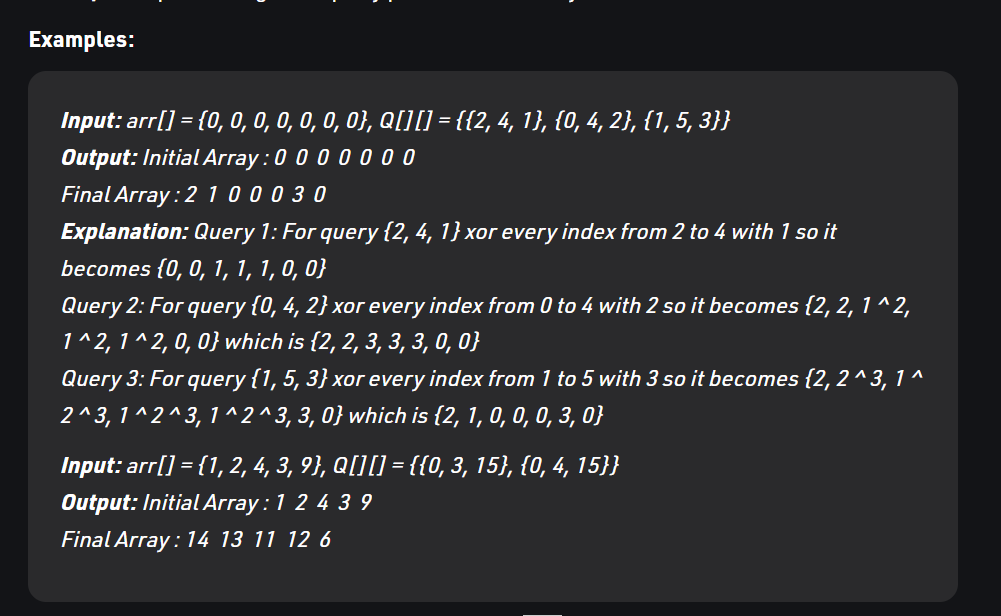 Examples:
Input: arr[] = {0, 0, 0, 0, 0, 0, 0}, Q[][] = {{2, 4, 1}, {0, 4, 2}, {1, 5, 3}}
Output: Initial Array : 0 0 0 0 0 0 0
Final Array : 2 1 0 0 0 3 0
Explanation: Query 1: For query {2, 4, 1} xor every index from 2 to 4 with 1 so it
becomes {0, 0, 1, 1, 1, 0, 0}
Query 2: For query {0, 4, 2} xor every index from 0 to 4 with 2 so it becomes {2, 2, 1 ^ 2,
1 ^ 2, 1 ^ 2, 0, 0} which is {2, 2, 3, 3, 3, 0, 0}
Query 3: For query {1, 5, 3} xor every index from 1 to 5 with 3 so it becomes {2, 2 ^ 3, 1 ^
2 ^ 3, 1 ^ 2 ^ 3, 1 ^ 2 ^ 3, 3, 0} which is {2, 1, 0, 0, 0, 3, 0}
Input: arr[] = {1, 2, 4, 3, 9}, Q[][] = {{0, 3, 15}, {0, 4, 15}}
Output: Initial Array : 1 2 4 3 9
Final Array : 14 13 11 12 6